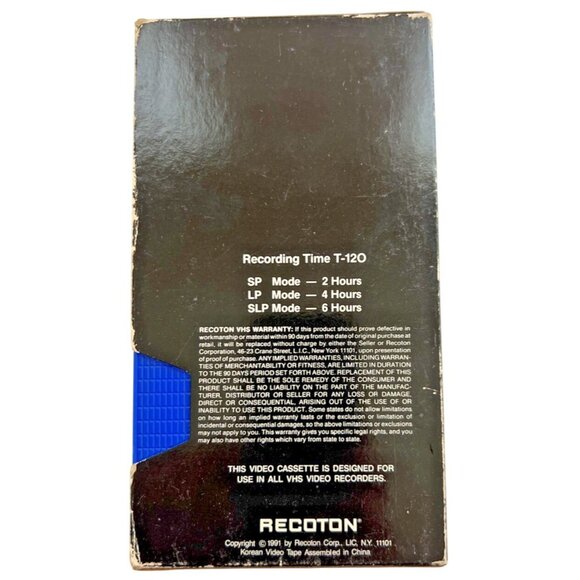 Recording Time T-120
SP Mode — 2 Hours
LP Mode — 4 Hours
SLP Mode — 6 Hours
RECOTON VHS WARRANTY: If this product should prove defective in
workmanship or material within 90 days from the date of original purchase at
retail, it will be replaced without charge by either the Seller or Recoton
Corporation, 46-23 Crane Street, L.I.C., New York 11101, upon presentation
of proof of purchase. ANY IMPLIED WARRANTIES, INCLUDING WARRAN-
TIES OF MERCHANTABILITY OR FITNESS, ARE LIMITED IN DURATION
TO THE 90 DAYS PERIOD SET FORTH ABOVE. REPLACEMENT OF THIS
PRODUCT SHALL BE THE SOLE REMEDY OF THE CONSUMER AND
THERE SHALL BE NO LIABILITY ON THE PART OF THE MANUFAC-
TURER, DISTRIBUTOR OR SELLER FOR ANY LOSS OR DAMAGE,
DIRECT OR CONSEQUENTIAL, ARISING OUT OF THE USE OF OR
INABILITY TO USE THIS PRODUCT. Some states do not allow limitations
on how long an implied warranty lasts or the exclusion or limitation of
incidental or consequential damages, so the above limitations or exclusions
may not apply to you. This warranty gives you specific legal rights, and you
may also have other rights which vary from state to state.
THIS VIDEO CASSETTE IS DESIGNED FOR
USE IN ALL VHS VIDEO RECORDERS.
RECOTON®
Copyright © 1991 by Recoton Corp., LIC, N.Y. 11101
Korean Video Tape Assembled in China